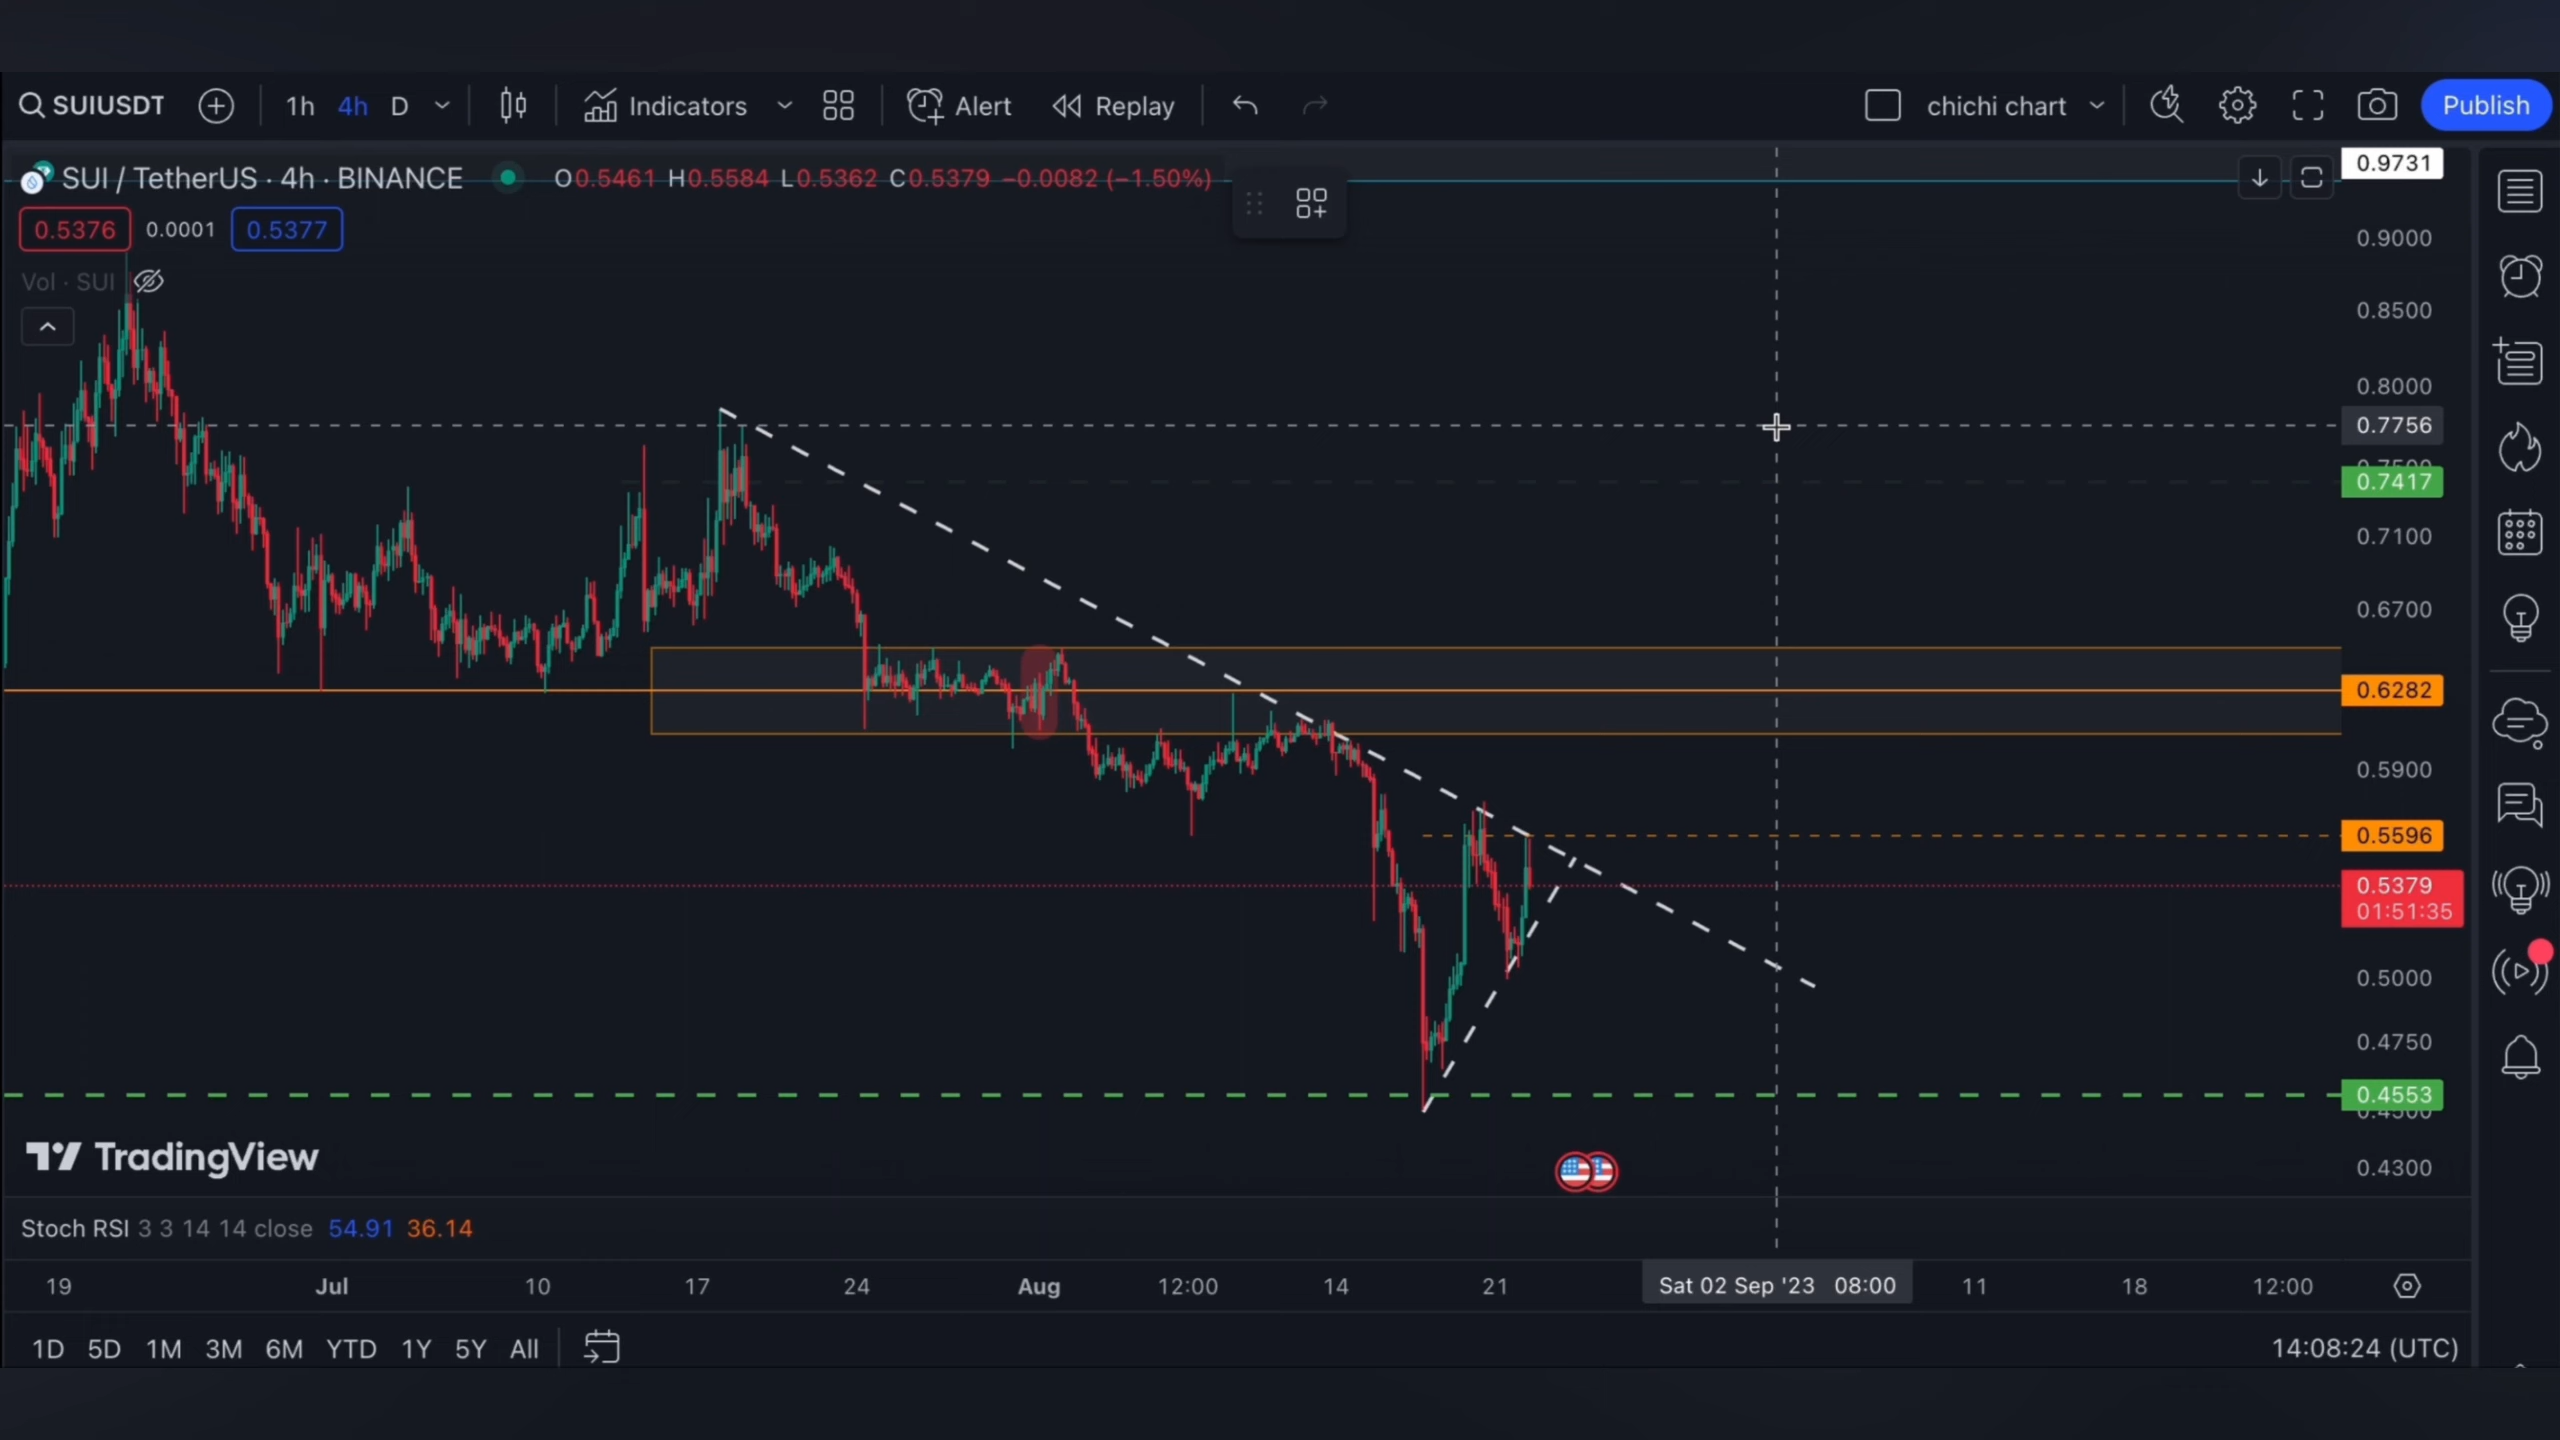 SUIUSDT 1h 4h D Indicators Alert Replay chichi chart Publish
SUI / TetherUS · 4h · BINANCE O0.5461 H0.5584 L0.5362 C0.5379 −0.0082 (−1.50%)
0.5376 0.0001 0.5377
Vol · SUI
0.9731
0.9000
0.8500
0.8000
0.7756
0.7500
0.7417
0.7100
0.6700
0.6282
0.5900
0.5596
0.5379
01:51:35
0.5000
0.4750
0.4553
0.4500
0.4300
TradingView
Stoch RSI 3 3 14 14 close 54.91 36.14
19 Jul 10 17 24 Aug 12:00 14 21 Sat 02 Sep '23 08:00 11 18 12:00
1D 5D 1M 3M 6M YTD 1Y 5Y All 14:08:24 (UTC)